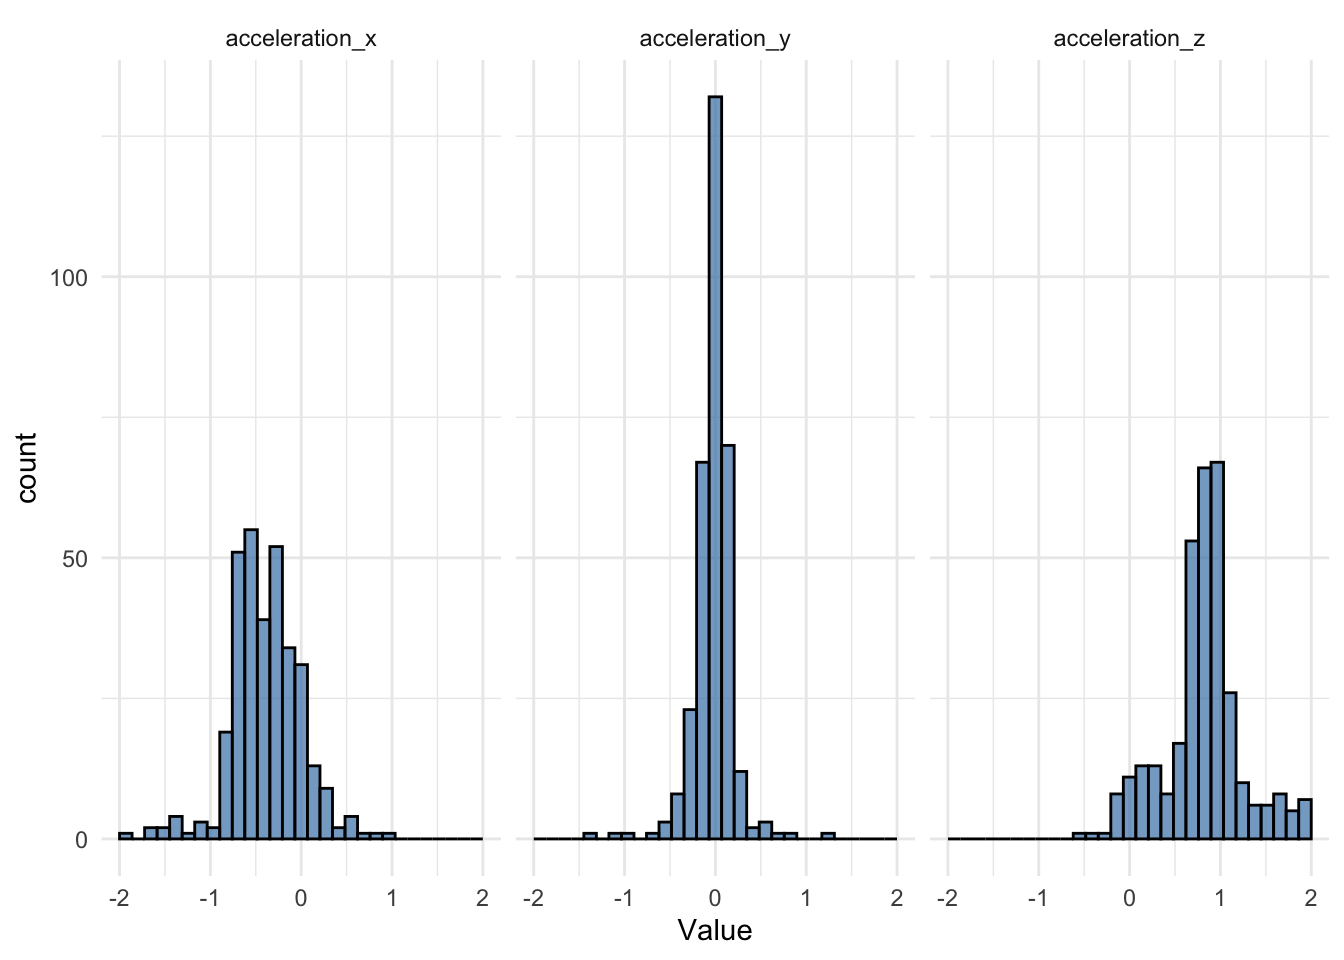 acceleration_x acceleration_y acceleration_z
100
50
0
count
-2 -1 0 1 2 -2 -1 0 1 2 -2 -1 0 1 2
Value